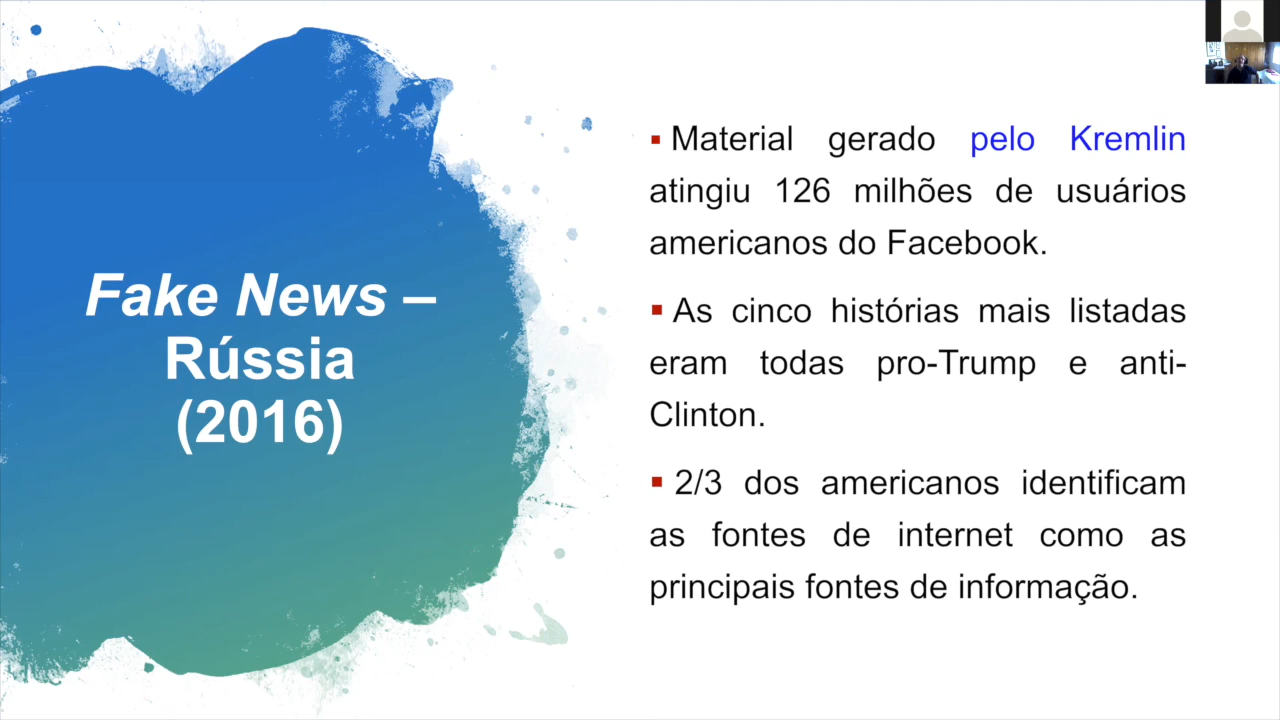 Fake News –
Rússia
(2016)
▪ Material gerado pelo Kremlin
atingiu 126 milhões de usuários
americanos do Facebook.
▪ As cinco histórias mais listadas
eram todas pro-Trump e anti-
Clinton.
▪ 2/3 dos americanos identificam
as fontes de internet como as
principais fontes de informação.